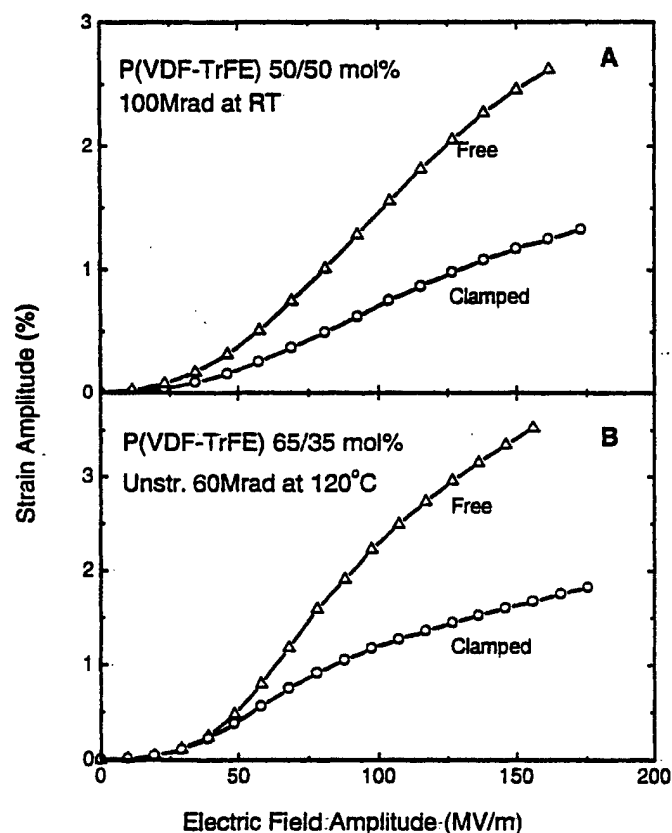 3
P(VDF-TrFE) 50/50 mol%
A
100Mrad at RT
Free
2
1
Clamped
0
P(VDF-TrFE) 65/35 mol%
B
Unstr. 60Mrad at 120°C
3
Free
2
1
Clamped
0
0 50 100 150 200
Strain Amplitude (%)
Electric Field Amplitude (MV/m)